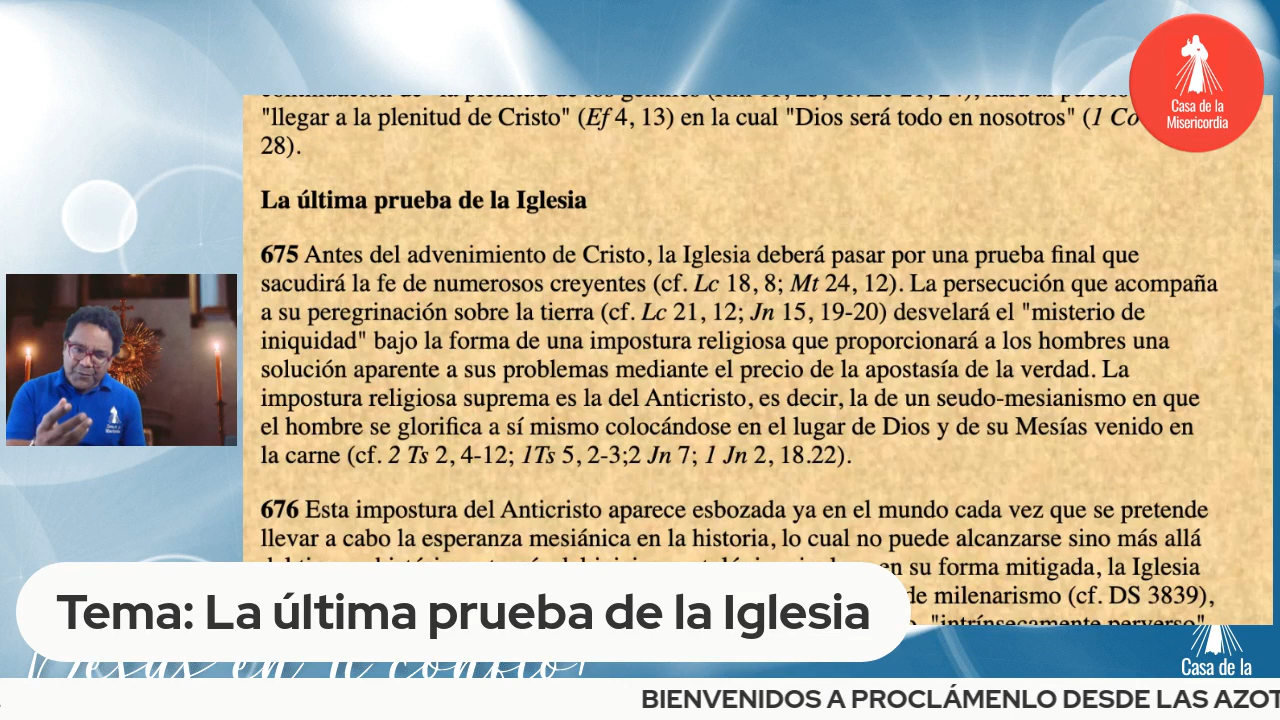 "llegar a la plenitud de Cristo" (Ef 4, 13) en la cual "Dios será todo en nosotros" (1 Co
28).
La última prueba de la Iglesia
675 Antes del advenimiento de Cristo, la Iglesia deberá pasar por una prueba final que
sacudirá la fe de numerosos creyentes (cf. Lc 18, 8; Mt 24, 12). La persecución que acompaña
a su peregrinación sobre la tierra (cf. Lc 21, 12; Jn 15, 19-20) desvelará el "misterio de
iniquidad" bajo la forma de una impostura religiosa que proporcionará a los hombres una
solución aparente a sus problemas mediante el precio de la apostasía de la verdad. La
impostura religiosa suprema es la del Anticristo, es decir, la de un seudo-mesianismo en que
el hombre se glorifica a sí mismo colocándose en el lugar de Dios y de su Mesías venido en
la carne (cf. 2 Ts 2, 4-12; 1Ts 5, 2-3;2 Jn 7; 1 Jn 2, 18.22).
676 Esta impostura del Anticristo aparece esbozada ya en el mundo cada vez que se pretende
llevar a cabo la esperanza mesiánica en la historia, lo cual no puede alcanzarse sino más allá
en su forma mitigada, la Iglesia
de milenarismo (cf. DS 3839),
"intrínsecamente perverso"
Casa de la
Misericordia
Tema: La última prueba de la Iglesia
Jesús en ti confío!
Casa de la
BIENVENIDOS A PROCLÁMENLO DESDE LAS AZOT